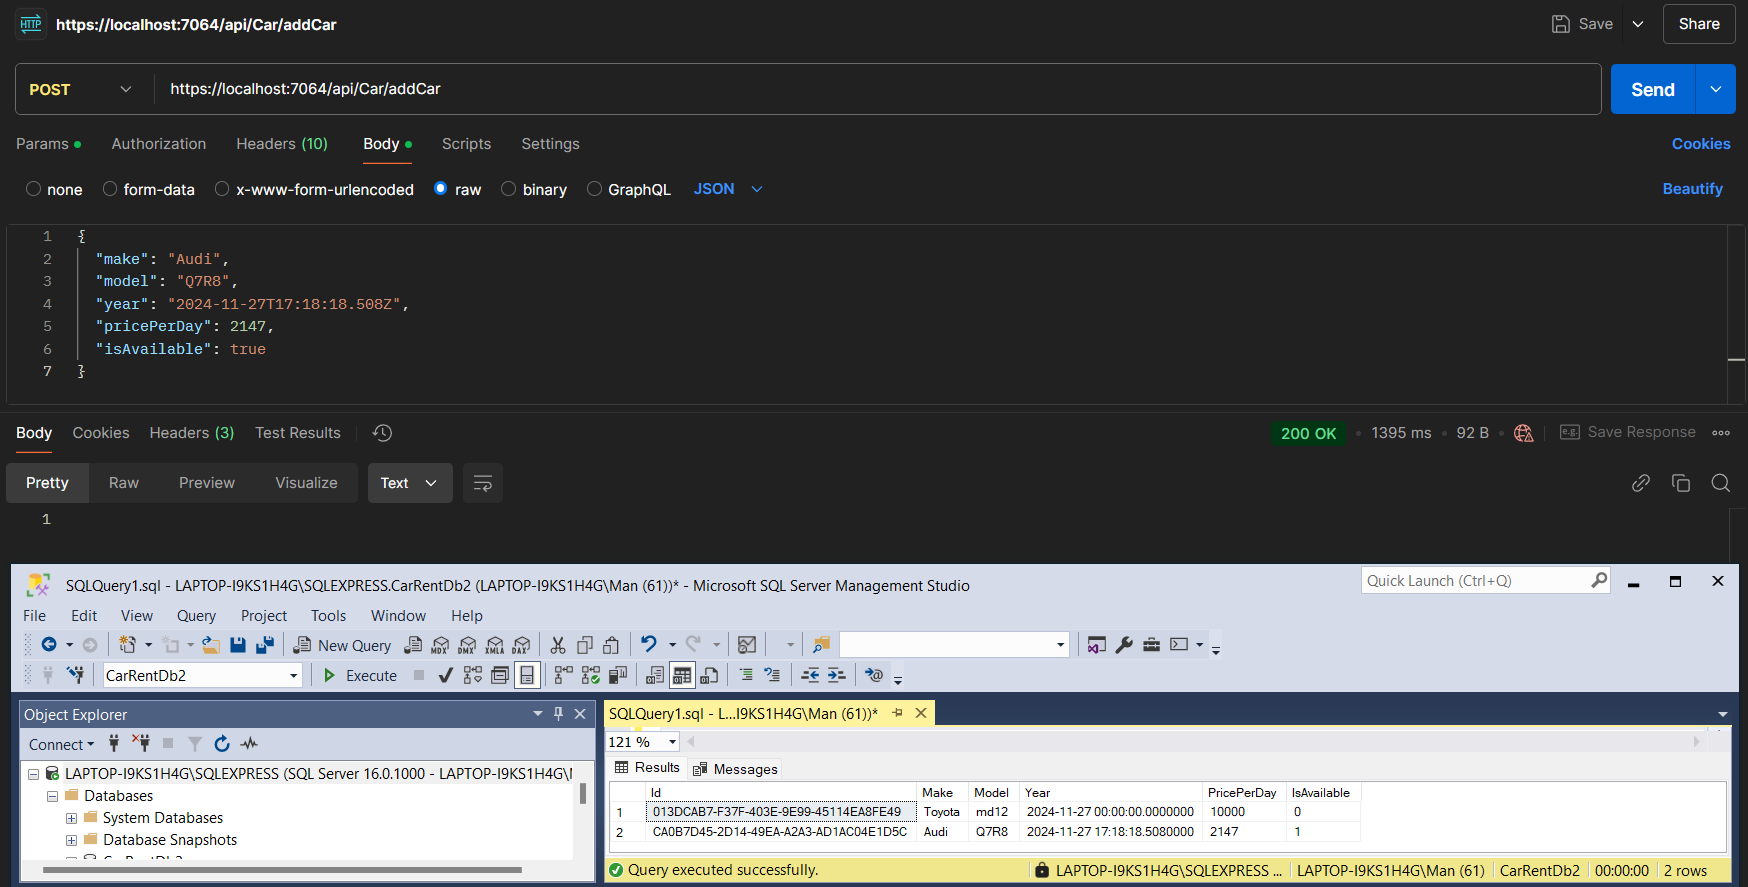 HTTP https://localhost:7064/api/Car/addCar Save Share
POST https://localhost:7064/api/Car/addCar Send
Params Authorization Headers (10) Body Scripts Settings Cookies
none form-data x-www-form-urlencoded raw binary GraphQL JSON Beautify
1 {
2 "make": "Audi",
3 "model": "Q7R8",
4 "year": "2024-11-27T17:18:18.508Z",
5 "pricePerDay": 2147,
6 "isAvailable": true
7 }
Body Cookies Headers (3) Test Results 200 OK • 1395 ms • 92 B • e.g. Save Response
Pretty Raw Preview Visualize Text
1
SQLQuery1.sql - LAPTOP-I9KS1H4G\SQLEXPRESS.CarRentDb2 (LAPTOP-I9KS1H4G\Man (61))* - Microsoft SQL Server Management Studio Quick Launch (Ctrl+Q)
File Edit View Query Project Tools Window Help
New Query MDX DMX XMLA DAX
CarRentDb2 Execute
Object Explorer
SQLQuery1.sql - L...I9KS1H4G\Man (61))*
Connect
121 %
LAPTOP-I9KS1H4G\SQLEXPRESS (SQL Server 16.0.1000 - LAPTOP-I9KS1H4G\
Databases
System Databases
Database Snapshots
CarRentDb2
Results Messages
Id Make Model Year PricePerDay IsAvailable
1 013DCAB7-F37F-403E-9E99-45114EA8FE49 Toyota md12 2024-11-27 00:00:00.0000000 10000 0
2 CA0B7D45-2D14-49EA-A2A3-AD1AC04E1D5C Audi Q7R8 2024-11-27 17:18:18.5080000 2147 1
Query executed successfully. LAPTOP-I9KS1H4G\SQLEXPRESS ... LAPTOP-I9KS1H4G\Man (61) CarRentDb2 00:00:00 2 rows